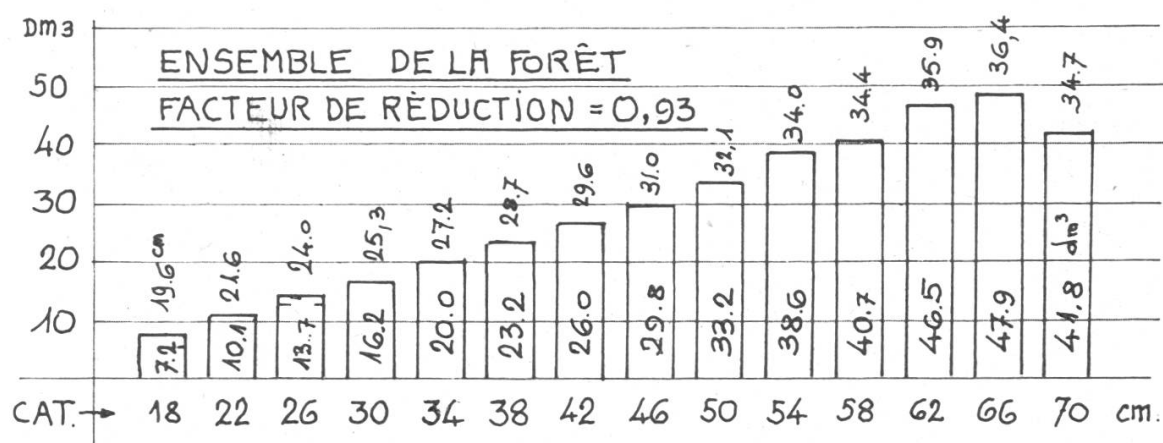 Dm3
ENSEMBLE DE LA FORÊT
FACTEUR DE RÉDUCTION = 0,93
50
40
30
20
10
19.6 cm 21.6 24.0 25,3 27.2 28,7 29.6 31.0 32,1 34.0 34.4 35.9 36,4 34.7
7.2 10.1 13.7 16.2 20.0 23.2 26.0 29.8 33.2 38.6 40.7 46.5 47.9 41,8 dm³
CAT.→ 18 22 26 30 34 38 42 46 50 54 58 62 66 70 cm.